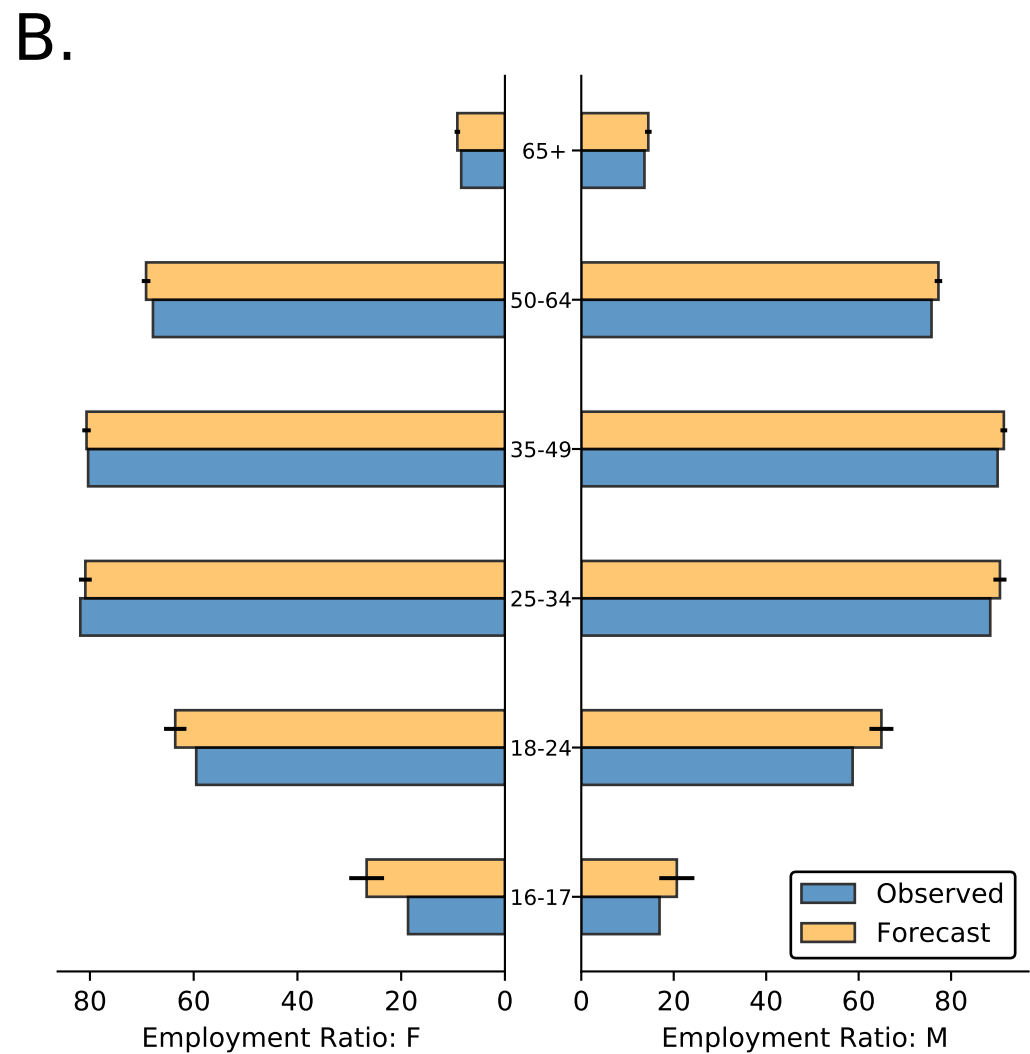 B.
65+
50-64
35-49
25-34
18-24
16-17
Observed
Forecast
80 60 40 20 0
0 20 40 60 80
Employment Ratio: F
Employment Ratio: M